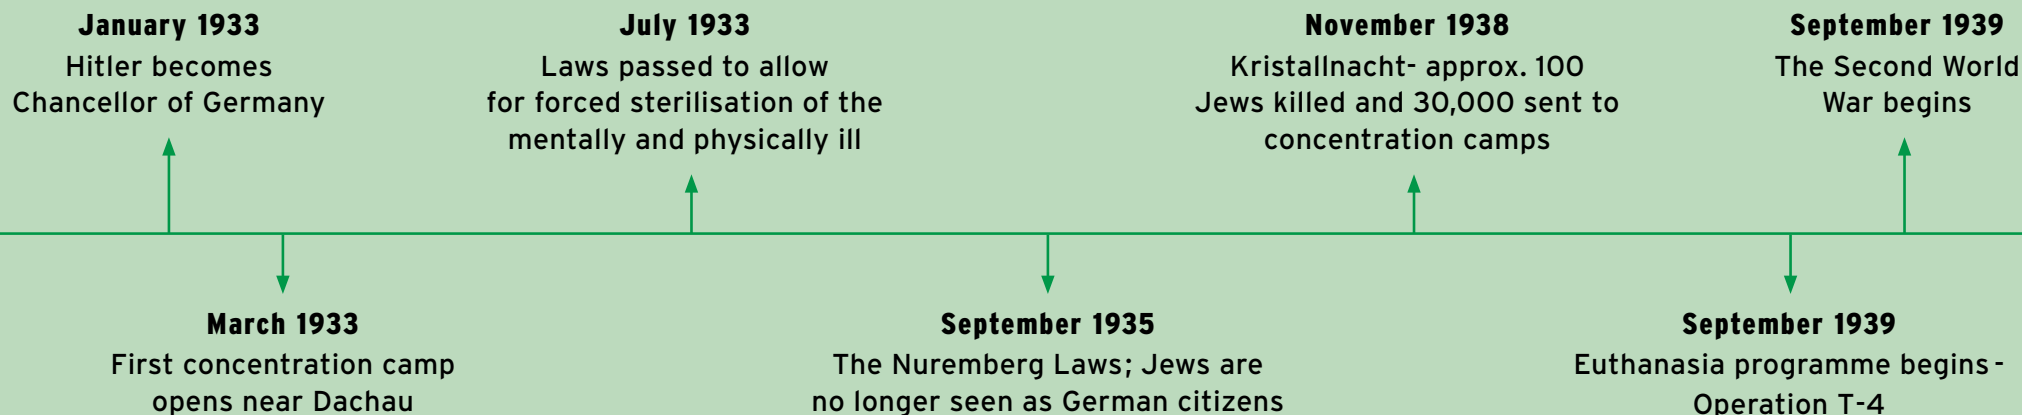 January 1933
Hitler becomes
Chancellor of Germany
July 1933
Laws passed to allow
for forced sterilisation of the
mentally and physically ill
November 1938
Kristallnacht- approx. 100
Jews killed and 30,000 sent to
concentration camps
September 1939
The Second World
War begins
March 1933
First concentration camp
opens near Dachau
September 1935
The Nuremberg Laws; Jews are
no longer seen as German citizens
September 1939
Euthanasia programme begins -
Operation T-4